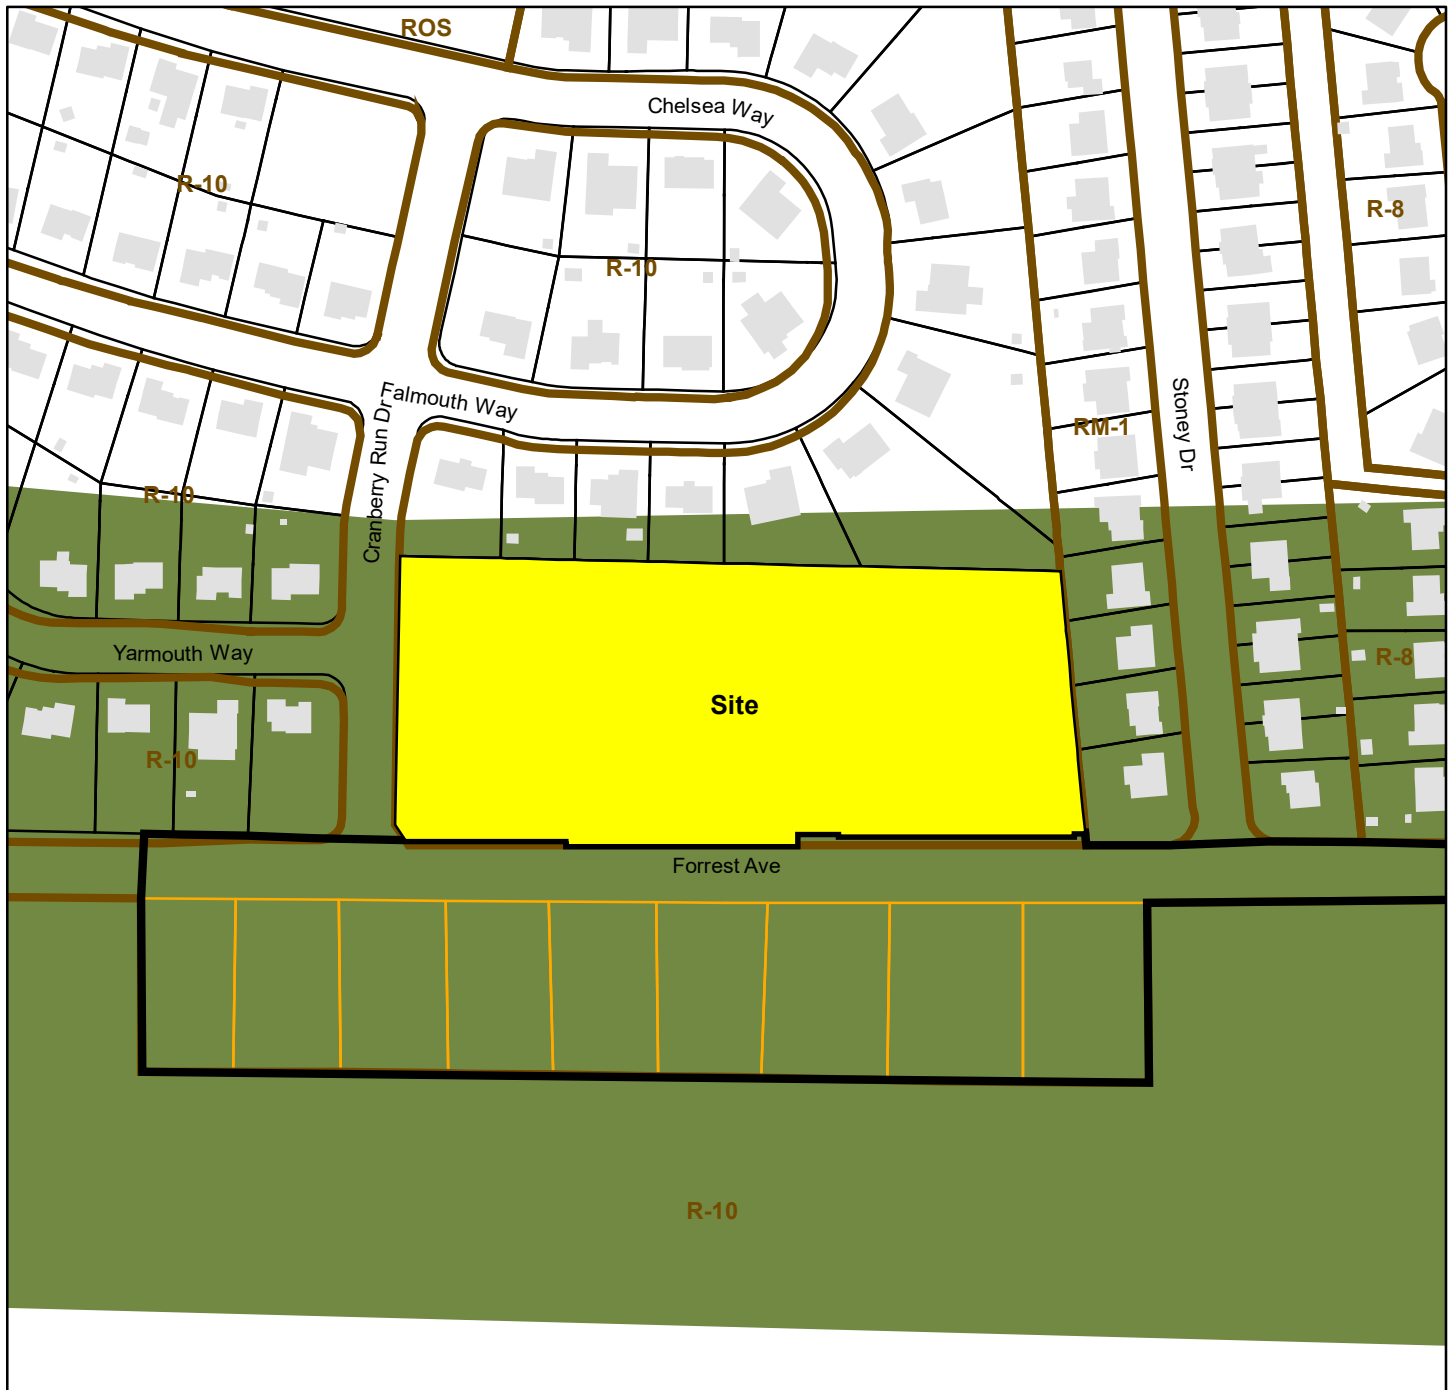 ROS
Chelsea Way
R-10
R-8
R-10
Falmouth Way
Stoney Dr
RM-1
Cranberry Run Dr
R-10
Yarmouth Way
R-8
Site
R-10
Forrest Ave
R-10